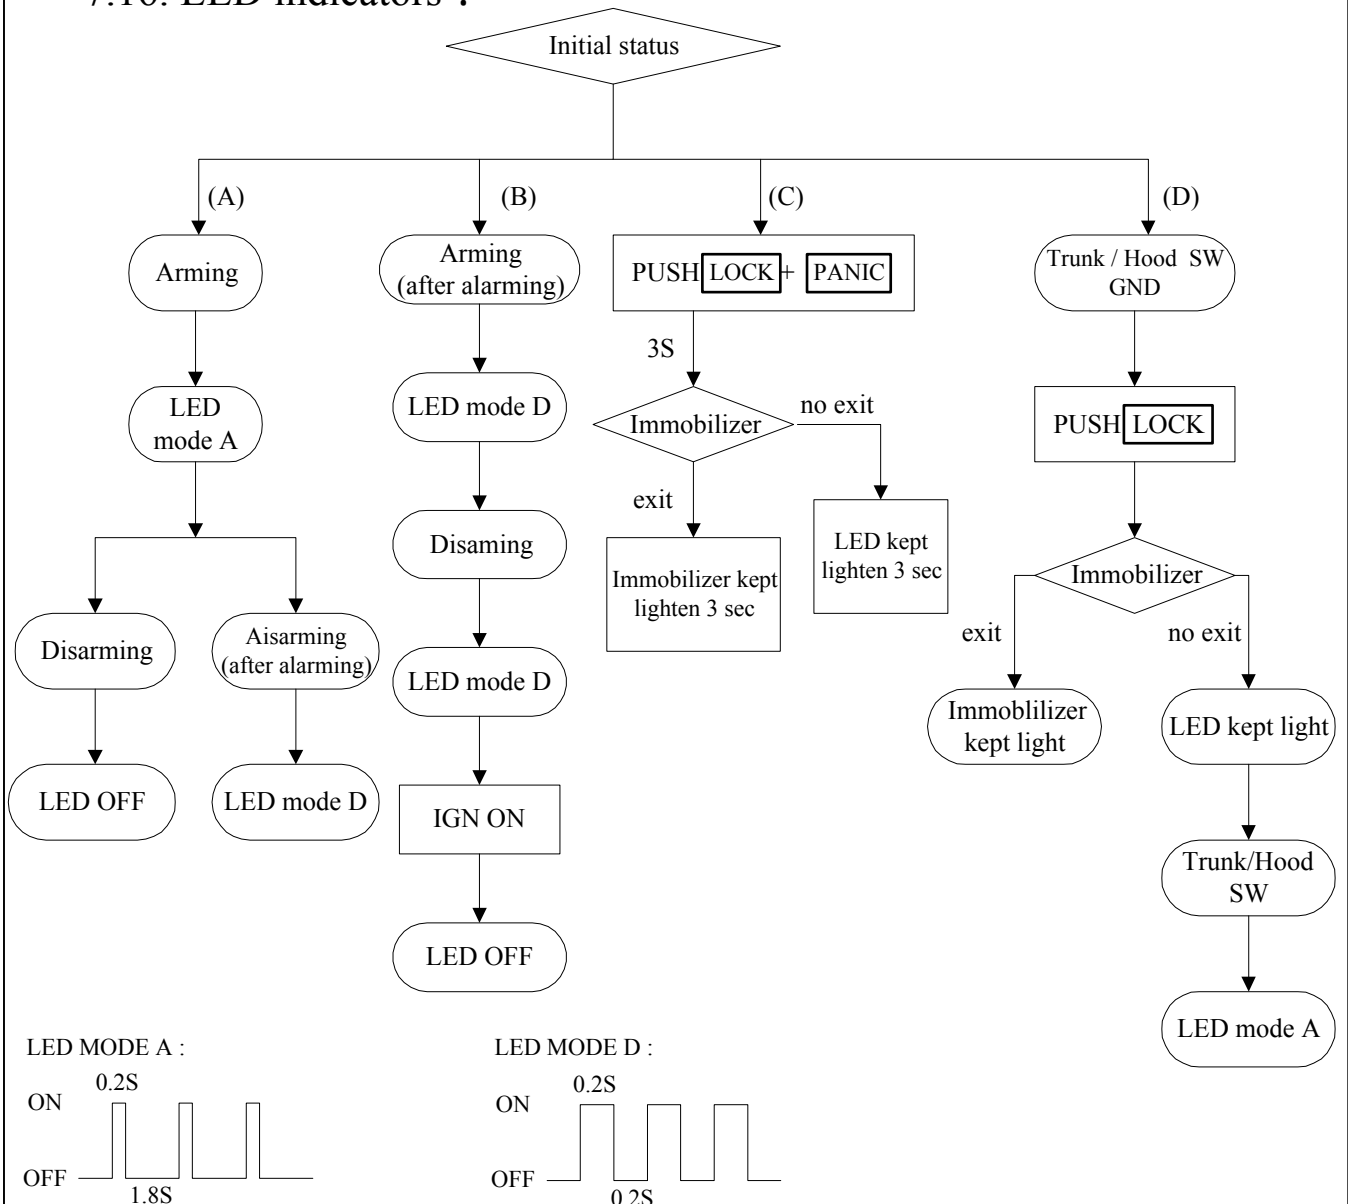 7.16. LED indicators :
Initial status
(A)
(B)
(C)
(D)
Arming
Arming
(after alarming)
PUSH LOCK + PANIC
Trunk / Hood SW
GND
3S
LED
mode A
LED mode D
Immobilizer
no exit
PUSH LOCK
exit
Disaming
LED kept
lighten 3 sec
Immobilizer kept
lighten 3 sec
Immobilizer
exit
no exit
Disarming
Aisarming
(after alarming)
LED mode D
Immoblilizer
kept light
LED kept light
LED OFF
LED mode D
IGN ON
Trunk/Hood
SW
LED OFF
LED mode A
LED MODE A :
0.2S
ON
OFF
1.8S
LED MODE D :
0.2S
ON
OFF
0.2S